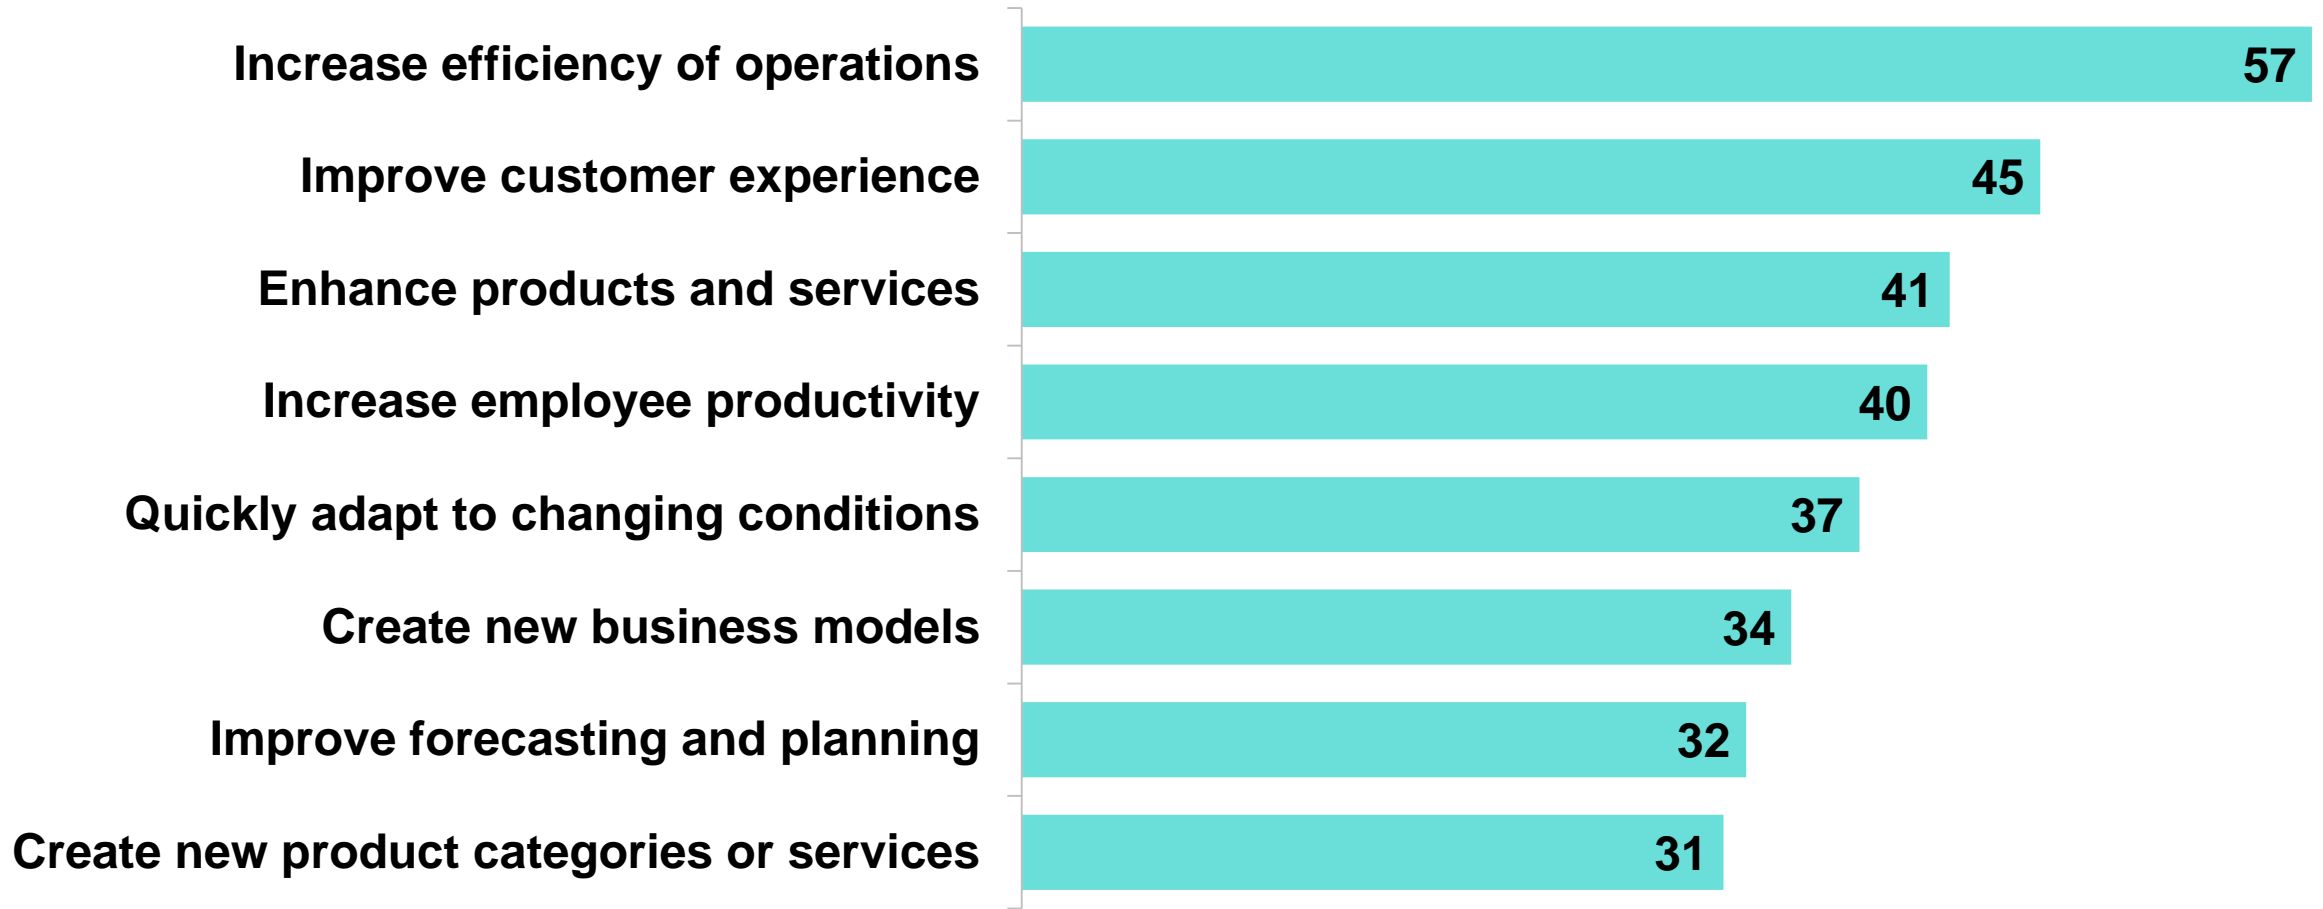 Increase efficiency of operations 57
Improve customer experience 45
Enhance products and services 41
Increase employee productivity 40
Quickly adapt to changing conditions 37
Create new business models 34
Improve forecasting and planning 32
Create new product categories or services 31